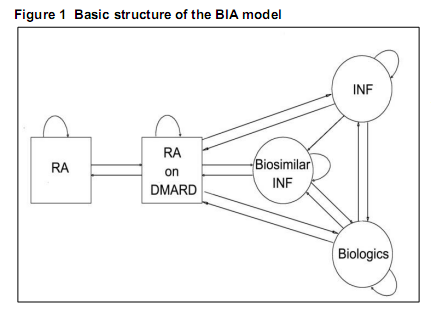 Figure 1 Basic structure of the BIA model
INF
RA
RA
on
DMARD
Biosimilar
INF
Biologics